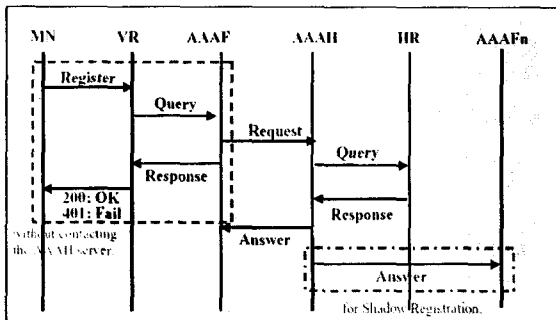 MN VR AAAF AAAH HR AAAFn
Register
Query
Request
Query
Response
Response
200: OK
401: Fail
Answer
without contacting
the AAAH server.
Answer
for Shadow Registration.